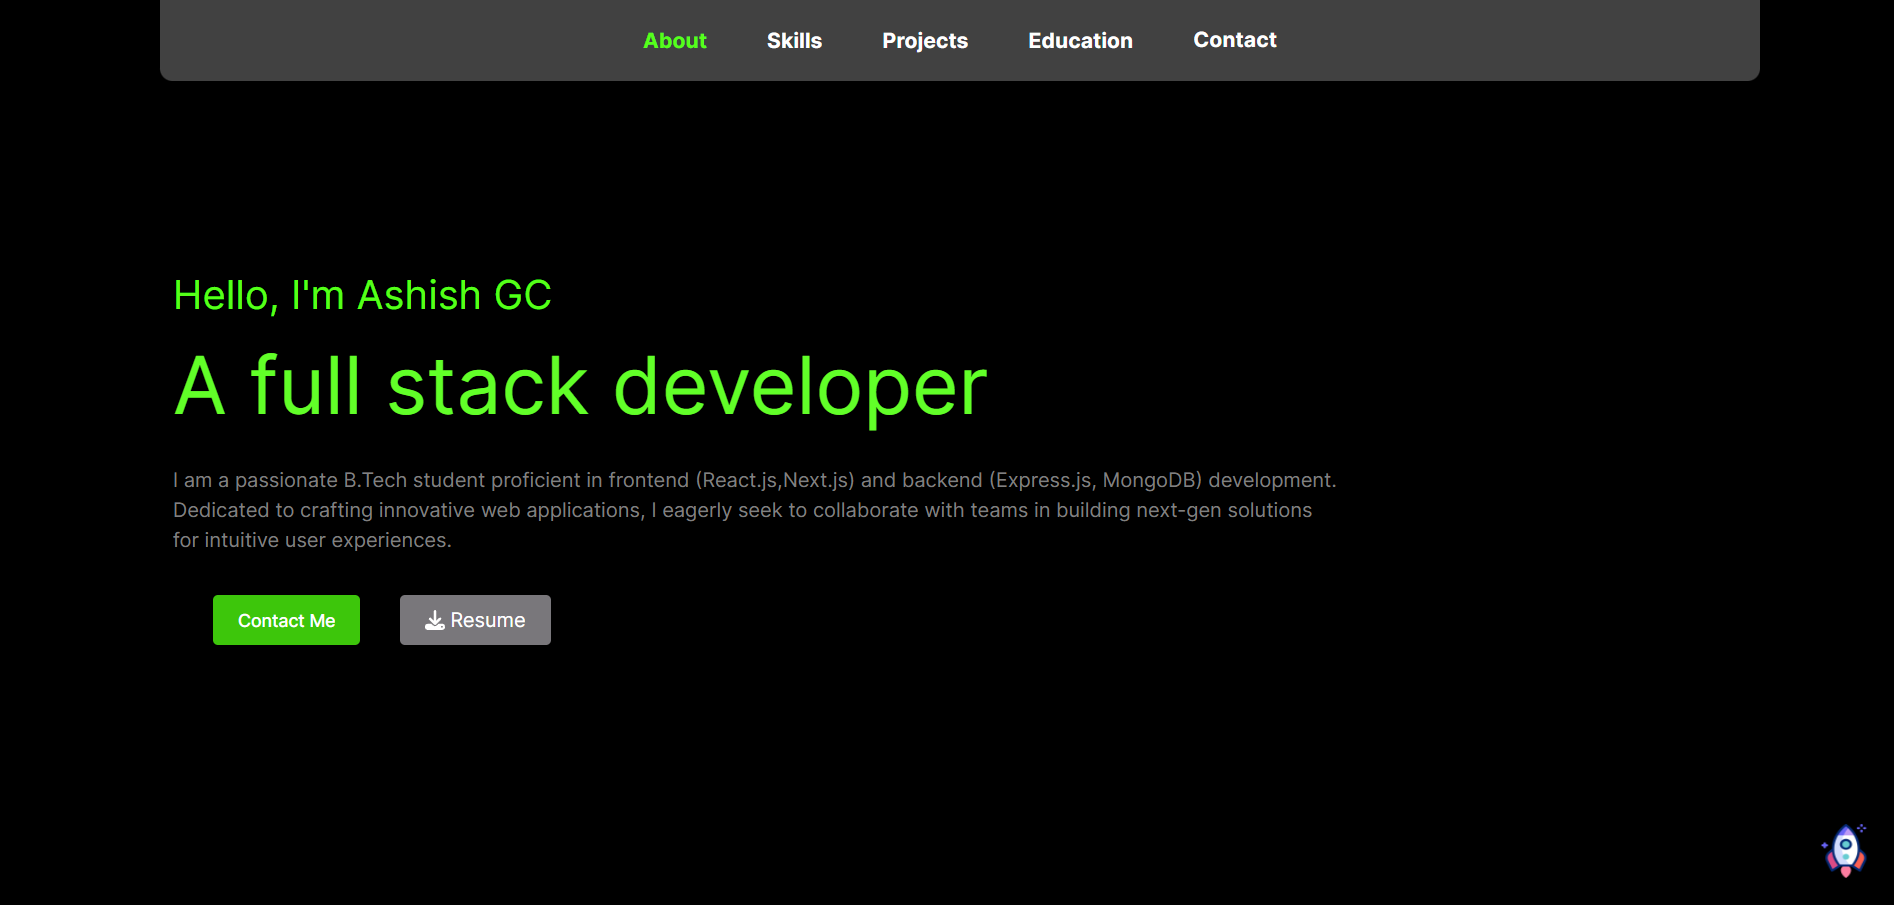 About Skills Projects Education Contact
Hello, I'm Ashish GC
A full stack developer
I am a passionate B.Tech student proficient in frontend (React.js,Next.js) and backend (Express.js, MongoDB) development.
Dedicated to crafting innovative web applications, I eagerly seek to collaborate with teams in building next-gen solutions
for intuitive user experiences.
Contact Me Resume